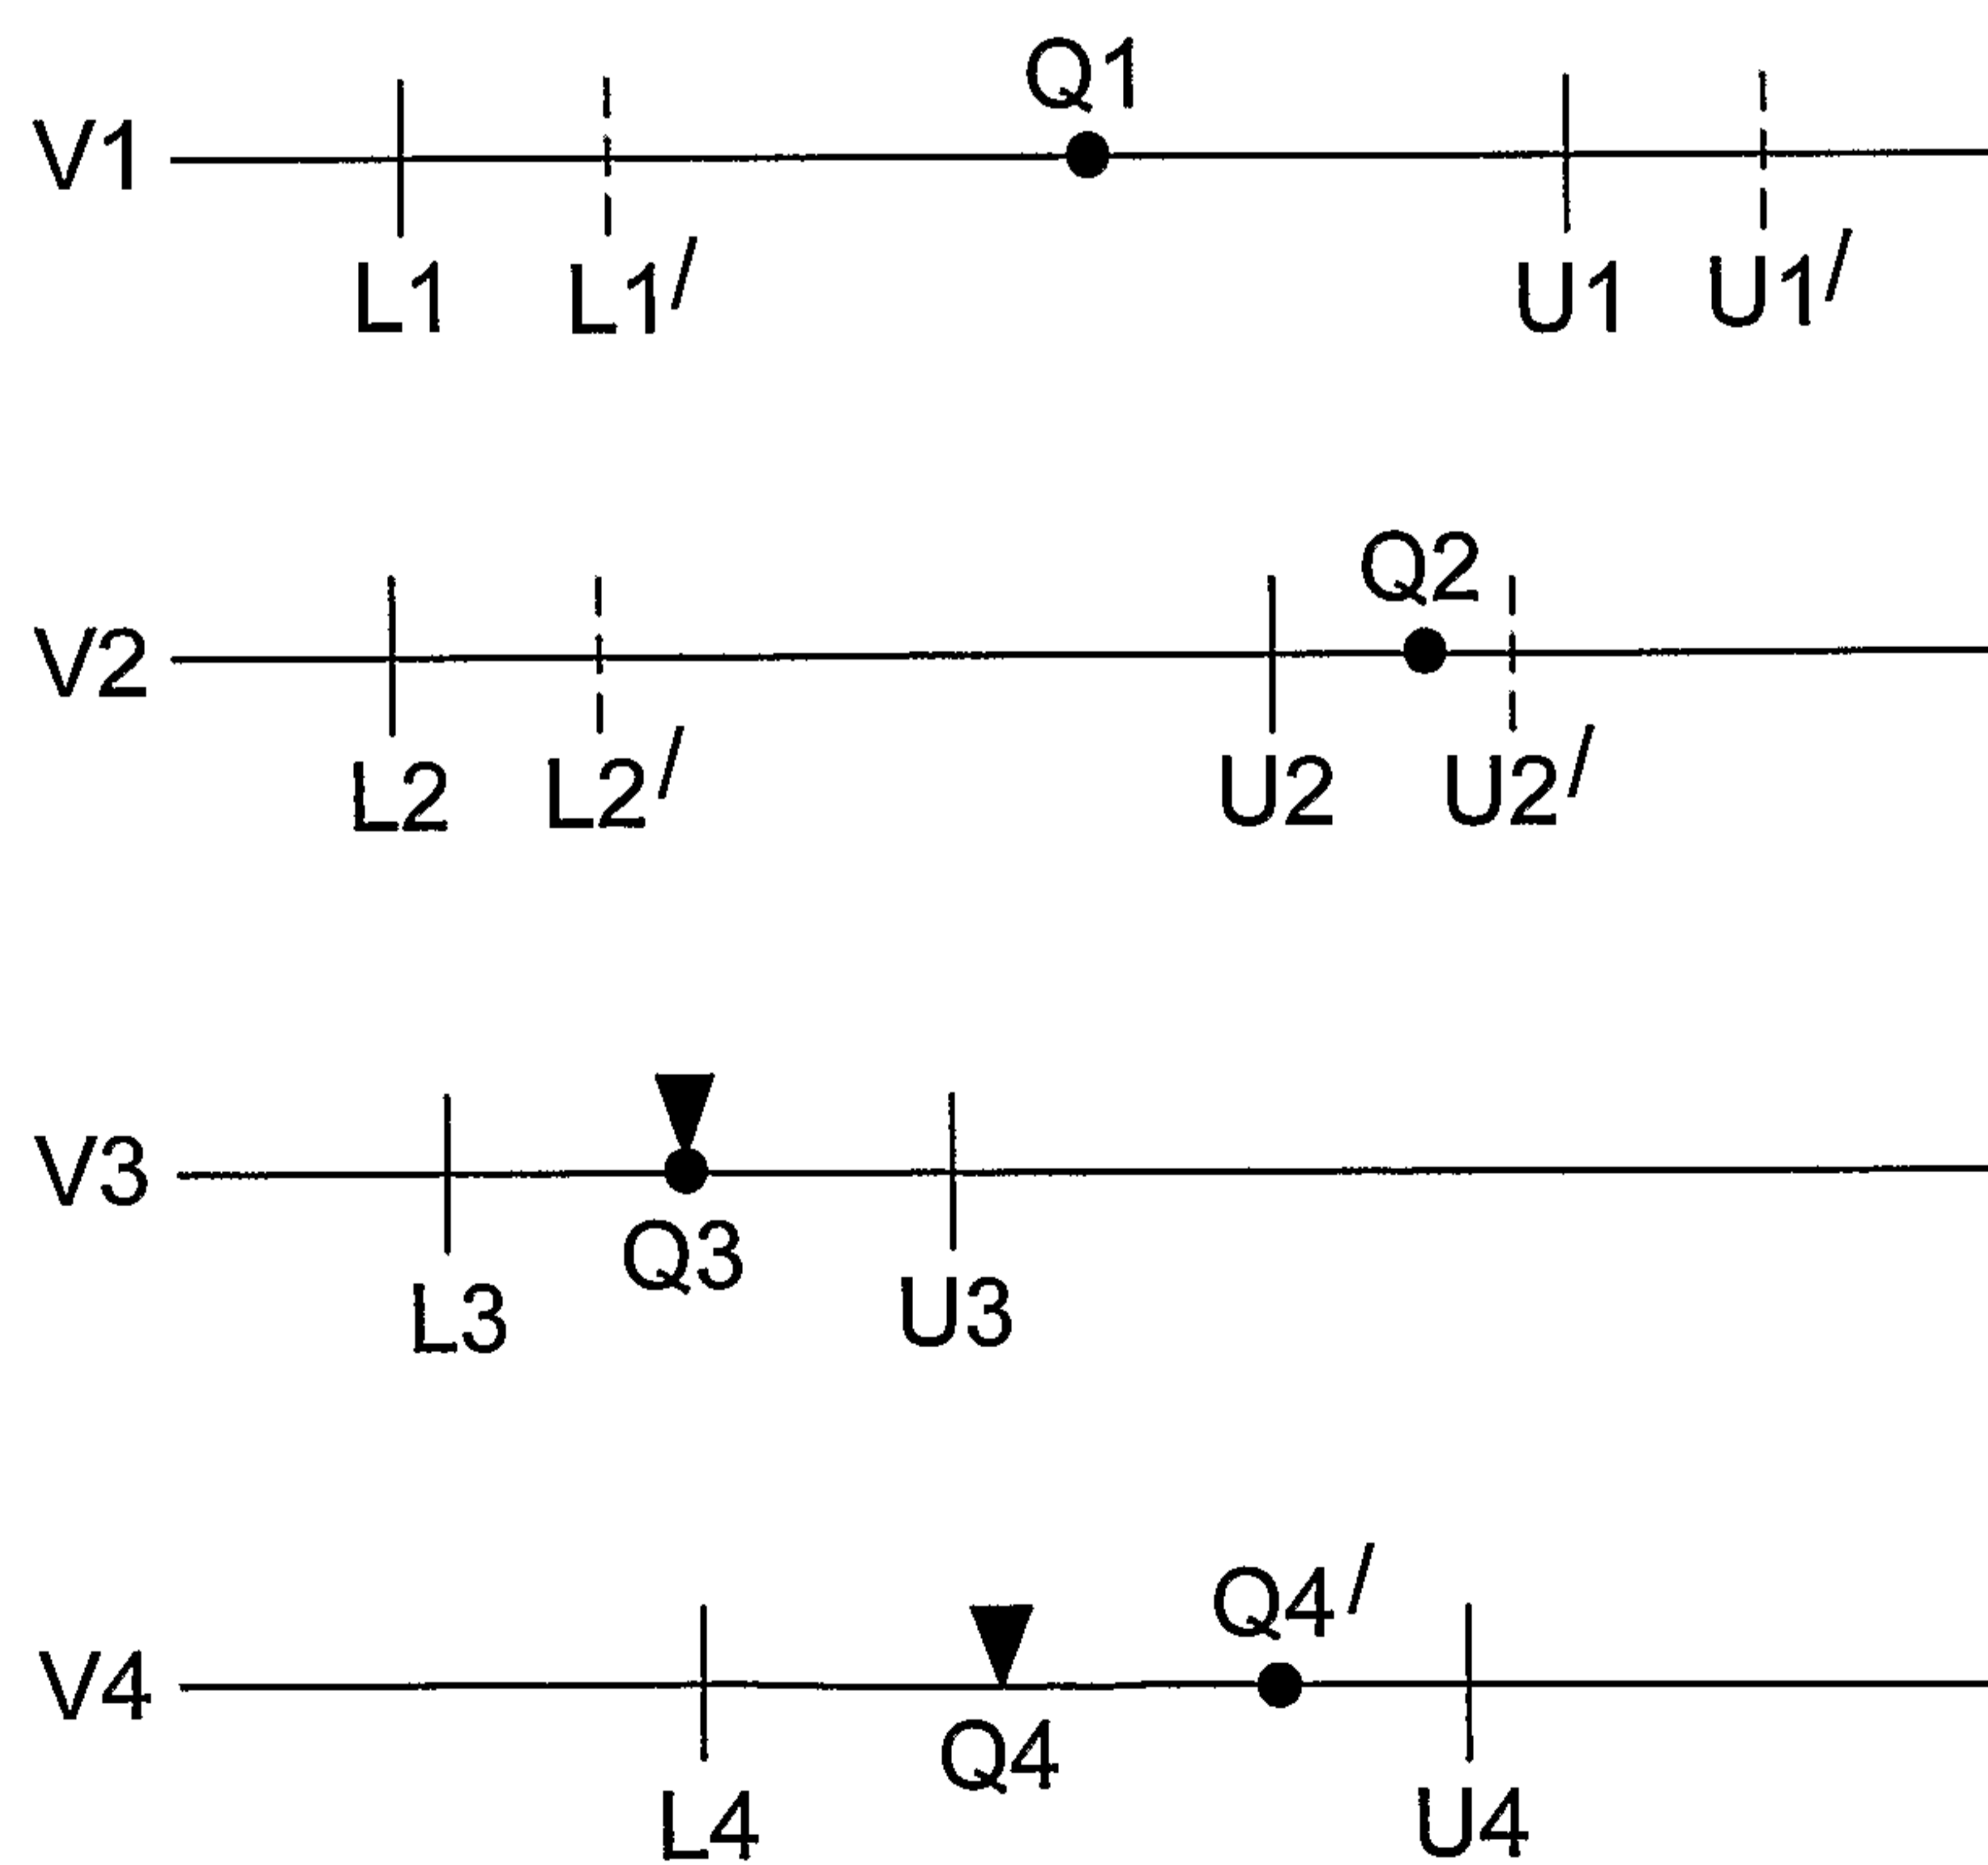 Q1
V1
L1 L1/ U1 U1/
Q2
V2
L2 L2/ U2 U2/
V3
Q3
L3 U3
Q4/
V4
Q4
L4 U4